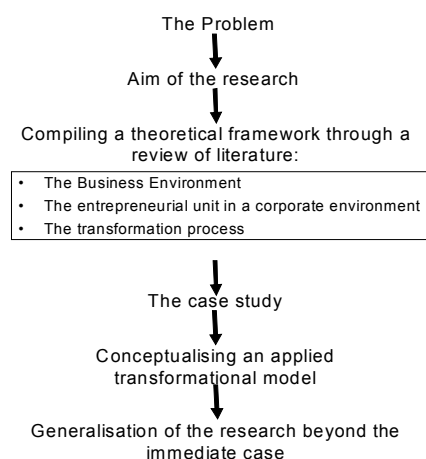 The Problem
Aim of the research
Compiling a theoretical framework through a
review of literature:
• The Business Environment
• The entrepreneurial unit in a corporate environment
• The transformation process
The case study
Conceptualising an applied
transformational model
Generalisation of the research beyond the
immediate case